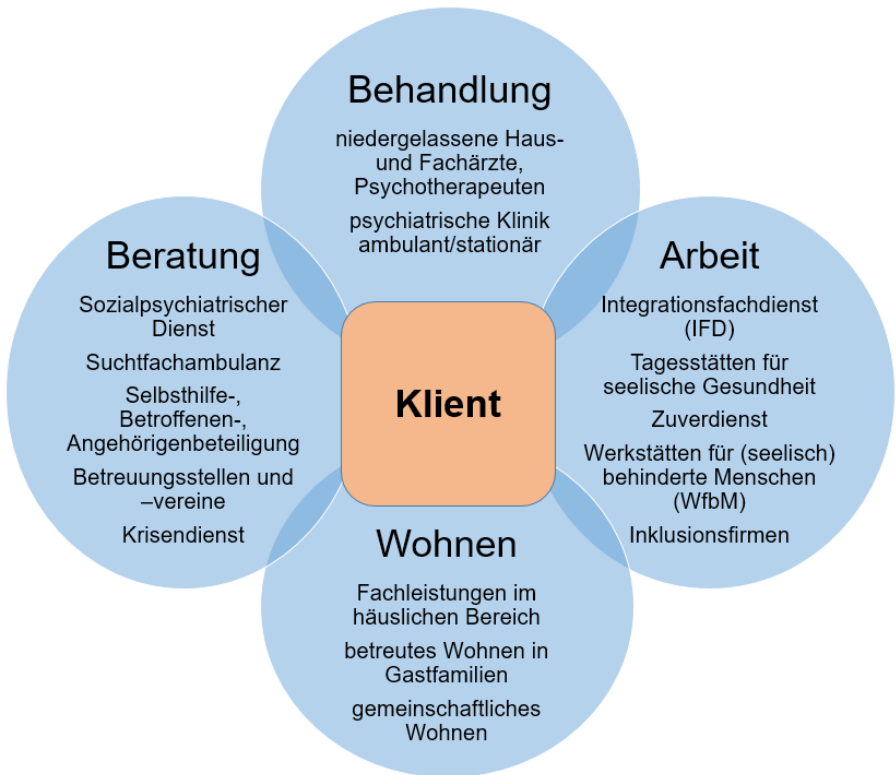 Behandlung
niedergelassene Haus-
und Fachärzte,
Psychotherapeuten
psychiatrische Klinik
ambulant/stationär
Beratung
Sozialpsychiatrischer
Dienst
Suchtfachambulanz
Selbsthilfe-,
Betroffenen-,
Angehörigenbeteiligung
Betreuungsstellen und
–vereine
Krisendienst
Klient
Arbeit
Integrationsfachdienst
(IFD)
Tagesstätten für
seelische Gesundheit
Zuverdienst
Werkstätten für (seelisch)
behinderte Menschen
(WfbM)
Inklusionsfirmen
Wohnen
Fachleistungen im
häuslichen Bereich
betreutes Wohnen in
Gastfamilien
gemeinschaftliches
Wohnen